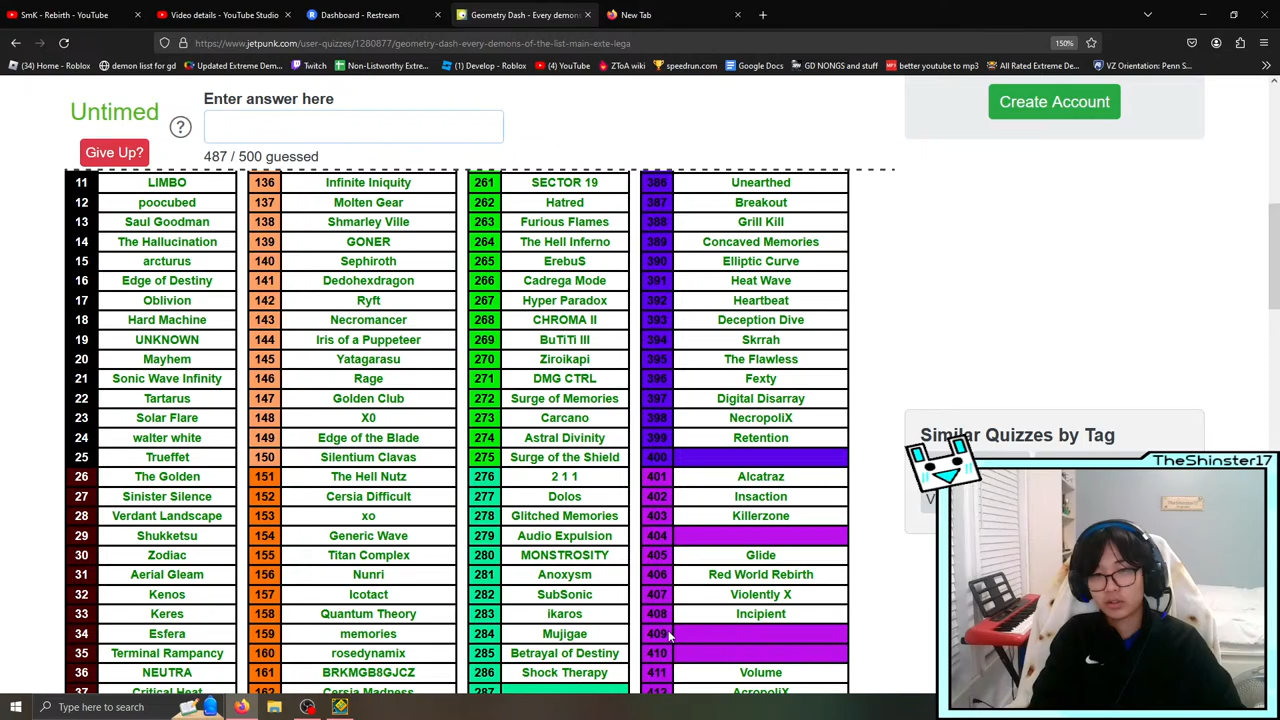 SmK - Rebirth - YouTube
Video details - YouTube Studio
Dashboard - Restream
Geometry Dash - Every demon
New Tab
https://www.jetpunk.com/user-quizzes/1280877/geometry-dash-every-demons-of-the-list-main-exte-lega
150%
(34) Home - Roblox
demon lisst for gd
Updated Extreme Dem...
Twitch
Non-Listworthy Extre...
(1) Develop - Roblox
(4) YouTube
ZToA wiki
speedrun.com
Google Docs
GD NONGS and stuff
better youtube to mp3
All Rated Extreme De...
VZ Orientation: Penn S...
Untimed
Enter answer here
?
Give Up?
487 / 500 guessed
Create Account
11 LIMBO 136 Infinite Iniquity 261 SECTOR 19 386 Unearthed
12 poocubed 137 Molten Gear 262 Hatred 387 Breakout
13 Saul Goodman 138 Shmarley Ville 263 Furious Flames 388 Grill Kill
14 The Hallucination 139 GONER 264 The Hell Inferno 389 Concaved Memories
15 arcturus 140 Sephiroth 265 ErebuS 390 Elliptic Curve
16 Edge of Destiny 141 Dedohexdragon 266 Cadrega Mode 391 Heat Wave
17 Oblivion 142 Ryft 267 Hyper Paradox 392 Heartbeat
18 Hard Machine 143 Necromancer 268 CHROMA II 393 Deception Dive
19 UNKNOWN 144 Iris of a Puppeteer 269 BuTiTi III 394 Skrrah
20 Mayhem 145 Yatagarasu 270 Ziroikapi 395 The Flawless
21 Sonic Wave Infinity 146 Rage 271 DMG CTRL 396 Fexty
22 Tartarus 147 Golden Club 272 Surge of Memories 397 Digital Disarray
23 Solar Flare 148 X0 273 Carcano 398 NecropoliX
24 walter white 149 Edge of the Blade 274 Astral Divinity 399 Retention
25 Trueffet 150 Silentium Clavas 275 Surge of the Shield 400
26 The Golden 151 The Hell Nutz 276 2 1 1 401 Alcatraz
27 Sinister Silence 152 Cersia Difficult 277 Dolos 402 Insaction
28 Verdant Landscape 153 xo 278 Glitched Memories 403 Killerzone
29 Shukketsu 154 Generic Wave 279 Audio Expulsion 404
30 Zodiac 155 Titan Complex 280 MONSTROSITY 405 Glide
31 Aerial Gleam 156 Nunri 281 Anoxysm 406 Red World Rebirth
32 Kenos 157 Icotact 282 SubSonic 407 Violently X
33 Keres 158 Quantum Theory 283 ikaros 408 Incipient
34 Esfera 159 memories 284 Mujigae 409
35 Terminal Rampancy 160 rosedynamix 285 Betrayal of Destiny 410
36 NEUTRA 161 BRKMGB8GJCZ 286 Shock Therapy 411 Volume
37 Critical Heat 162 Cersia Madness 287 412 AcropoliX
Similar Quizzes by Tag
TheShinster17
Type here to search